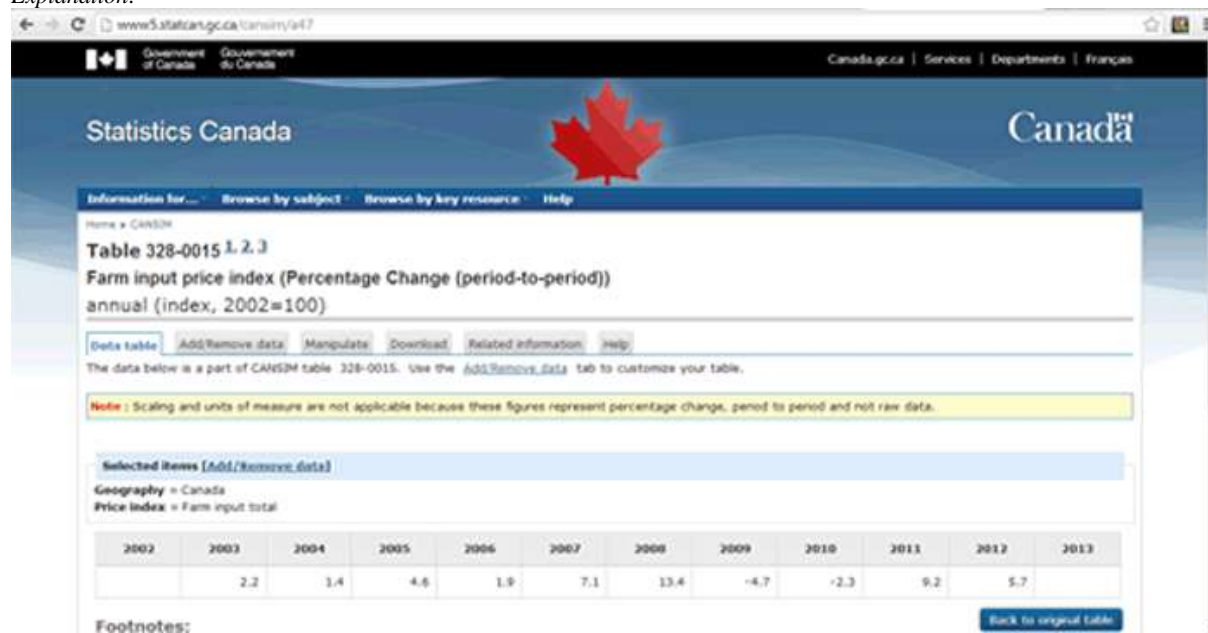 Explanation:
www5.statcan.gc.ca/cansim/a47
Government of Canada Gouvernement du Canada
Canada.gc.ca | Services | Departments | Français
Statistics Canada
Canada
Information for... Browse by subject Browse by key resource Help
Home » CANSIM
Table 328-0015 1, 2, 3
Farm input price index (Percentage Change (period-to-period))
annual (index, 2002=100)
Data table Add/Remove data Manipulate Download Related information Help
The data below is a part of CANSIM table 328-0015. Use the Add/Remove data tab to customize your table.
Note : Scaling and units of measure are not applicable because these figures represent percentage change, period to period and not raw data.
Selected items [Add/Remove data]
Geography = Canada
Price index = Farm input total
2002 2003 2004 2005 2006 2007 2008 2009 2010 2011 2012 2013
2.2 1.4 4.6 1.9 7.1 13.4 -4.7 -2.3 9.2 5.7
Footnotes:
Back to original table